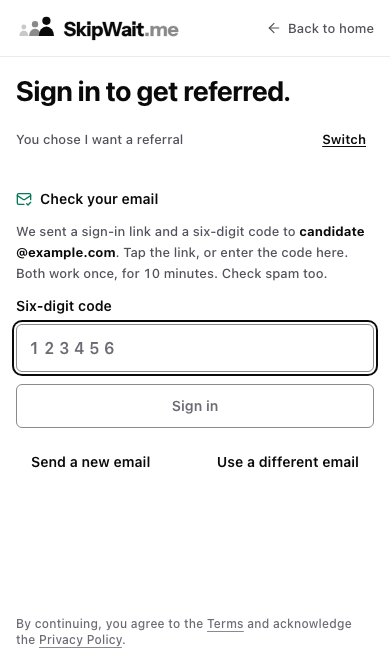 SkipWait.me
Back to home
Sign in to get referred.
You chose I want a referral
Switch
Check your email
We sent a sign-in link and a six-digit code to candidate
@example.com. Tap the link, or enter the code here.
Both work once, for 10 minutes. Check spam too.
Six-digit code
1 2 3 4 5 6
Sign in
Send a new email
Use a different email
By continuing, you agree to the Terms and acknowledge
the Privacy Policy.